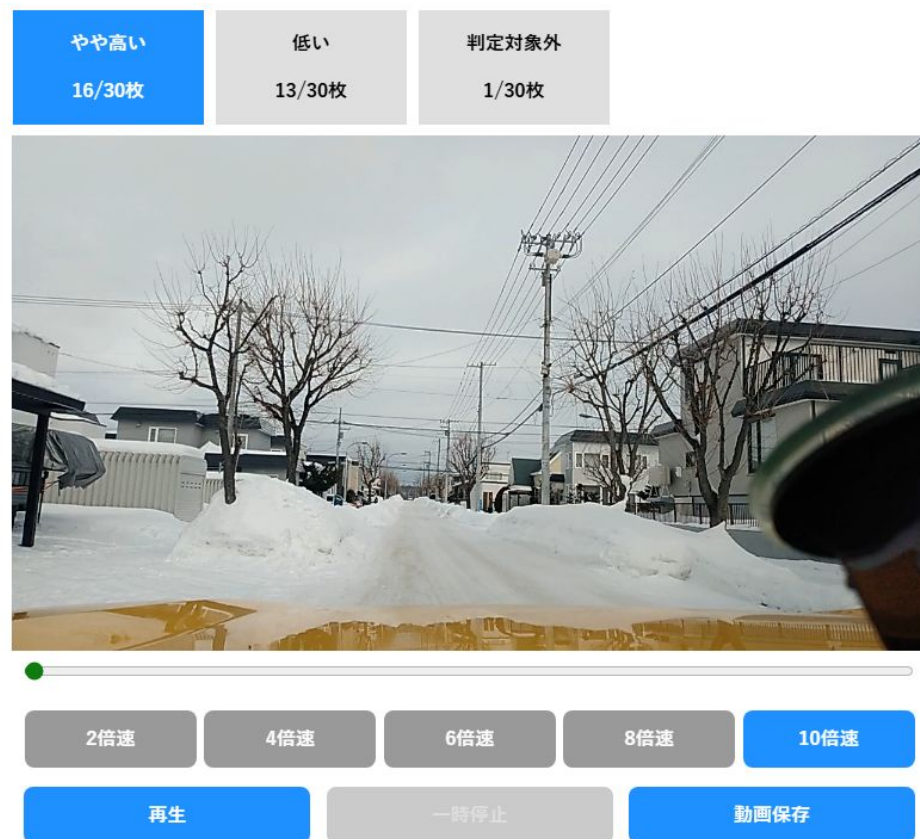 やや高い
16/30枚
低い
13/30枚
判定対象外
1/30枚
2倍速
4倍速
6倍速
8倍速
10倍速
再生
一時停止
動画保存